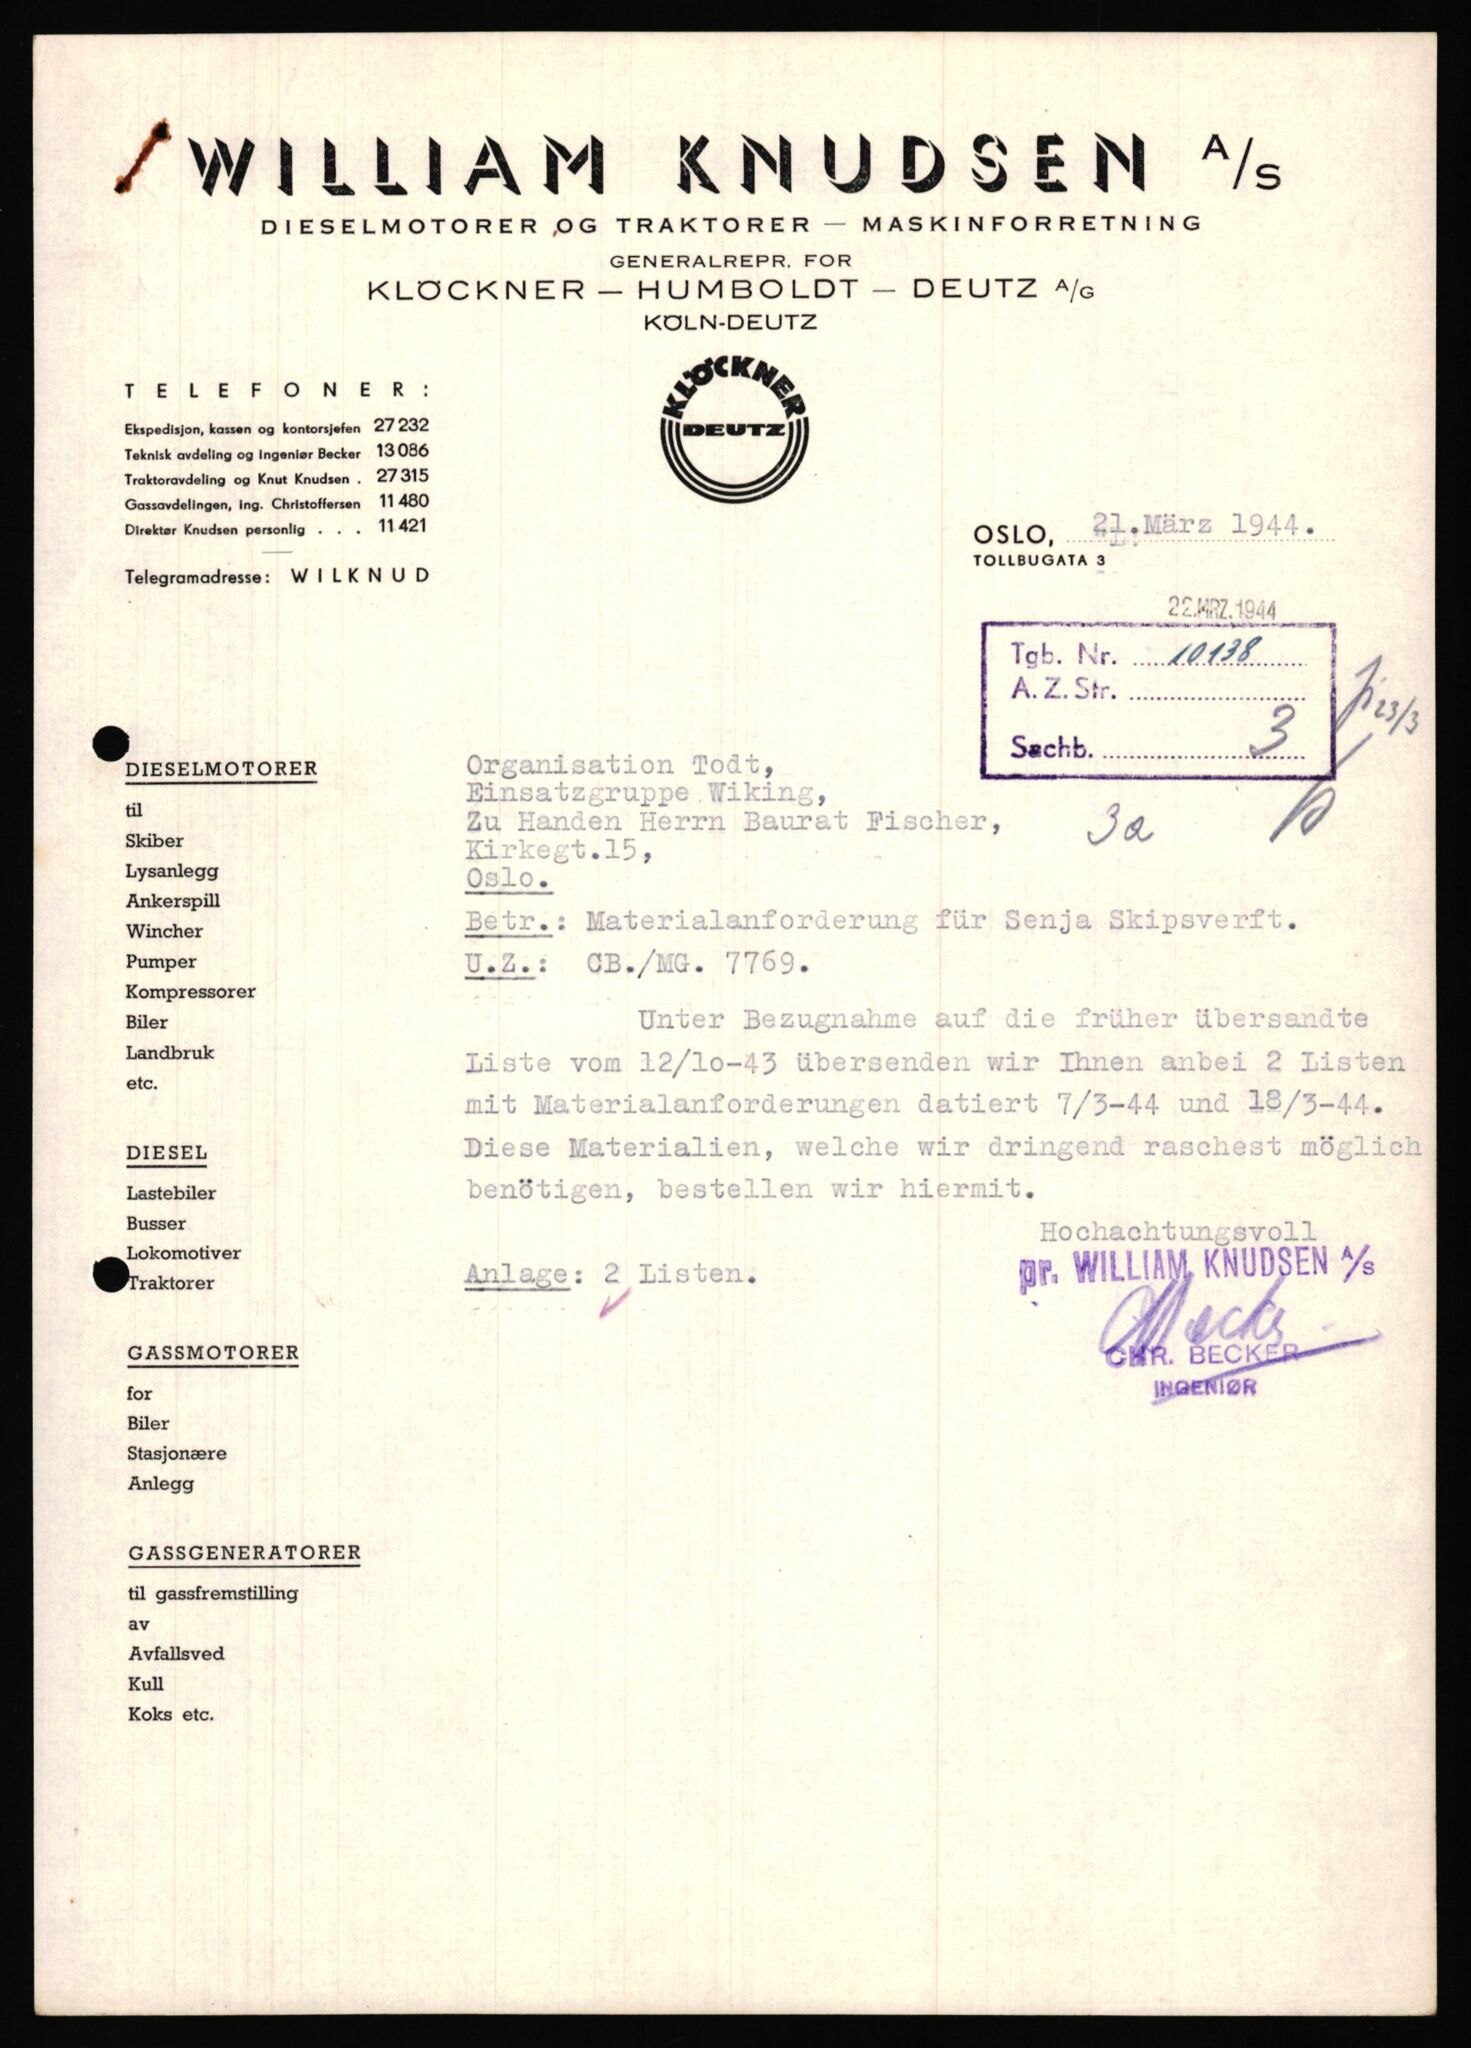 WILLIAM KNUDSEN A/S
DIESELMOTORER OG TRAKTORER — MASKINFORRETNING
GENERALREPR. FOR
KLÖCKNER — HUMBOLDT — DEUTZ A/G
KÖLN-DEUTZ
KLÖCKNER
DEUTZ
TELEFONER:
Ekspedisjon, kassen og kontorsjefen 27 232
Teknisk avdeling og ingeniør Becker 13 086
Traktoravdeling og Knut Knudsen . 27 315
Gassavdelingen, ing. Christoffersen 11 480
Direktør Knudsen personlig . . . 11 421
Telegramadresse: WILKNUD
OSLO, 21. März 1944.
TOLLBUGATA 3
22. MRZ. 1944
Tgb. Nr. 10138
A. Z. Str.
Sachb. 3
23/3
3a
Organisation Todt,
Einsatzgruppe Wiking,
Zu Handen Herrn Baurat Fischer,
Kirkegt.15,
Oslo.
Betr.: Materialanforderung für Senja Skipsverft.
U.Z.: CB./MG. 7769.
Unter Bezugnahme auf die früher übersandte
Liste vom 12/1o-43 übersenden wir Ihnen anbei 2 Listen
mit Materialanforderungen datiert 7/3-44 und 18/3-44.
Diese Materialien, welche wir dringend raschest möglich
benötigen, bestellen wir hiermit.
Hochachtungsvoll
pr. WILLIAM KNUDSEN A/S
CHR. BECKER
INGENIØR
Anlage: 2 Listen.
DIESELMOTORER
til
Skiber
Lysanlegg
Ankerspill
Wincher
Pumper
Kompressorer
Biler
Landbruk
etc.
DIESEL
Lastebiler
Busser
Lokomotiver
Traktorer
GASSMOTORER
for
Biler
Stasjonære
Anlegg
GASSGENERATORER
til gassfremstilling
av
Avfallsved
Kull
Koks etc.